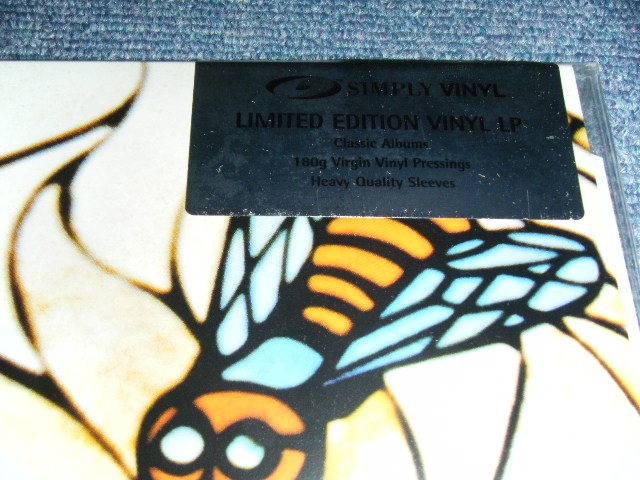 SIMPLY VINYL
LIMITED EDITION VINYL LP
Classic Albums
180g Virgin Vinyl Pressings
Heavy Quality Sleeves